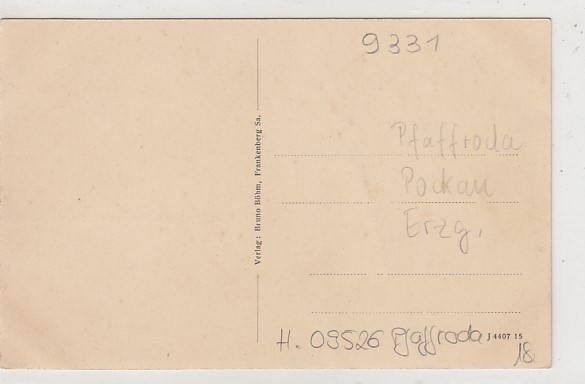 9331
Verlag: Bruno Böhm, Frankenberg Sa.
Pfaffroda
Pockau
Erzg.
H. 09526 Pfaffroda J 4407 15
18